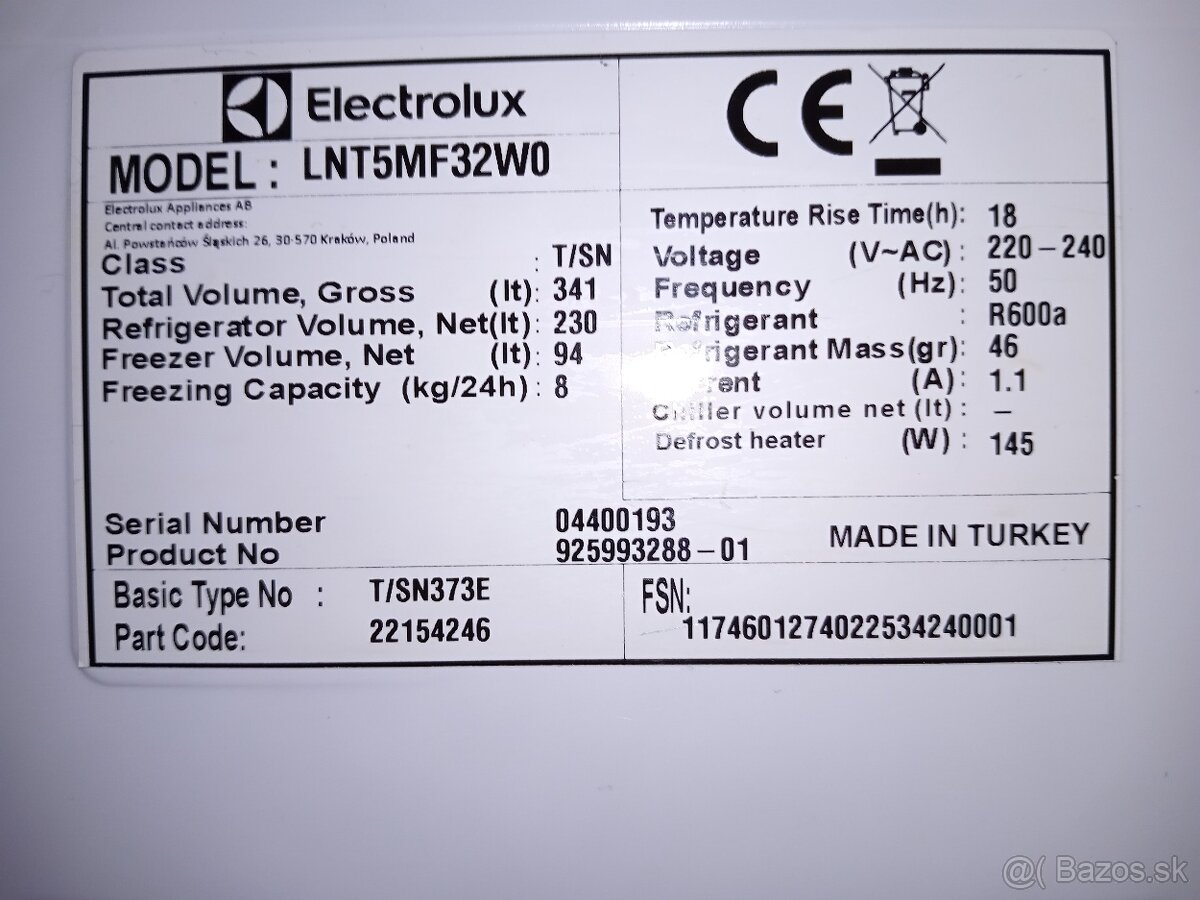 Electrolux
MODEL : LNT5MF32W0
Electrolux Appliances AB
Central contact address:
Al. Powstańców Śląskich 26, 30-570 Kraków, Poland
Class : T/SN
Total Volume, Gross (lt): 341
Refrigerator Volume, Net(lt): 230
Freezer Volume, Net (lt): 94
Freezing Capacity (kg/24h) : 8
CE
Temperature Rise Time(h): 18
Voltage (V~AC) : 220-240
Frequency (Hz): 50
Refrigerant : R600a
Refrigerant Mass(gr): 46
Current (A) : 1.1
Chiller volume net (lt) : –
Defrost heater (W) : 145
Serial Number 04400193
Product No 925993288-01
MADE IN TURKEY
Basic Type No : T/SN373E
Part Code: 22154246
FSN:
1174601274022534240001
@( Bazos.sk